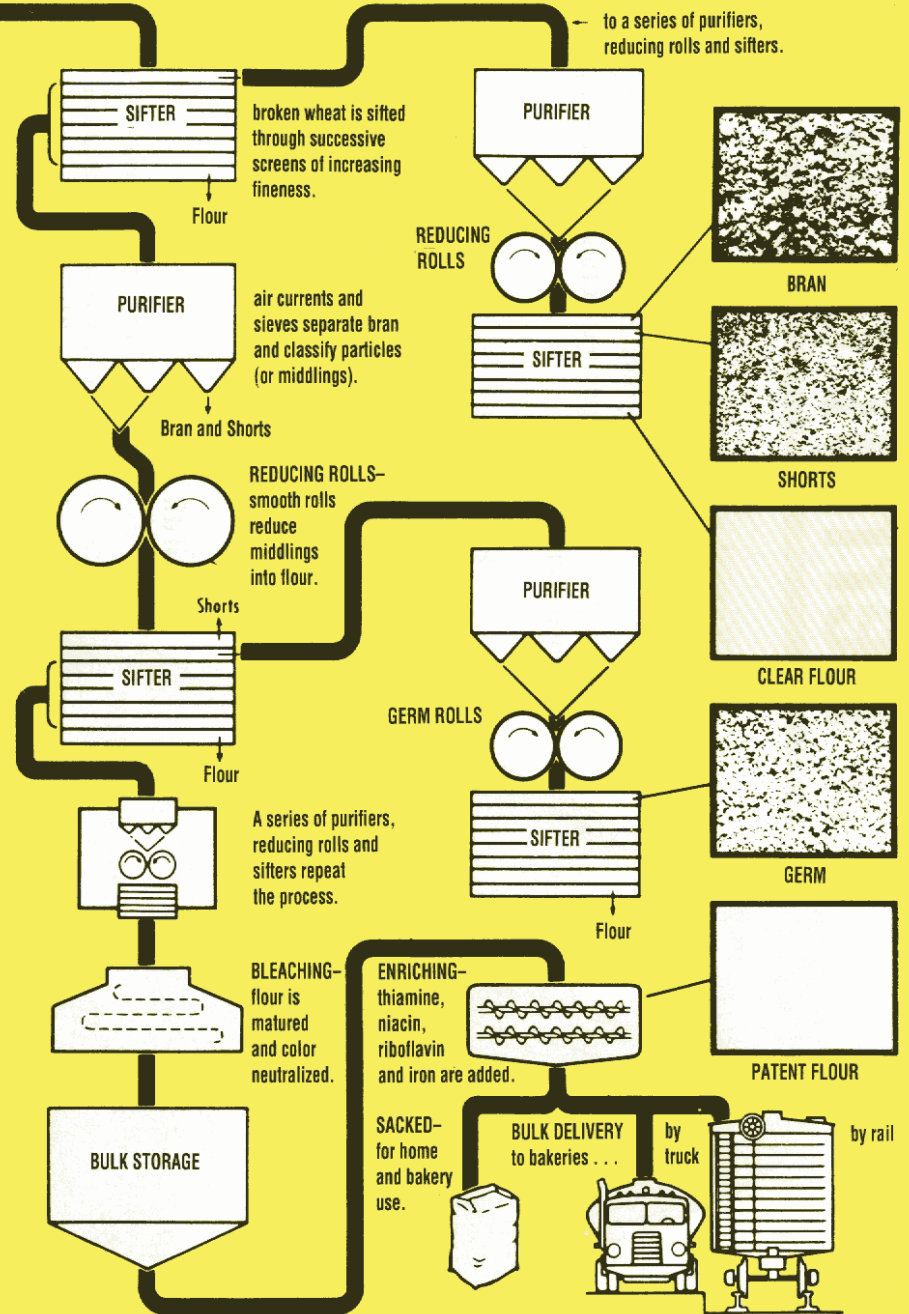 to a series of purifiers,
reducing rolls and sifters.
SIFTER
broken wheat is sifted
through successive
screens of increasing
fineness.
Flour
PURIFIER
REDUCING
ROLLS
SIFTER
BRAN
SHORTS
CLEAR FLOUR
PURIFIER
air currents and
sieves separate bran
and classify particles
(or middlings).
Bran and Shorts
REDUCING ROLLS–
smooth rolls
reduce
middlings
into flour.
Shorts
SIFTER
Flour
PURIFIER
GERM ROLLS
SIFTER
Flour
GERM
A series of purifiers,
reducing rolls and
sifters repeat
the process.
BLEACHING–
flour is
matured
and color
neutralized.
BULK STORAGE
ENRICHING–
thiamine,
niacin,
riboflavin
and iron are added.
PATENT FLOUR
SACKED–
for home
and bakery
use.
BULK DELIVERY
to bakeries . . .
by
truck
by rail